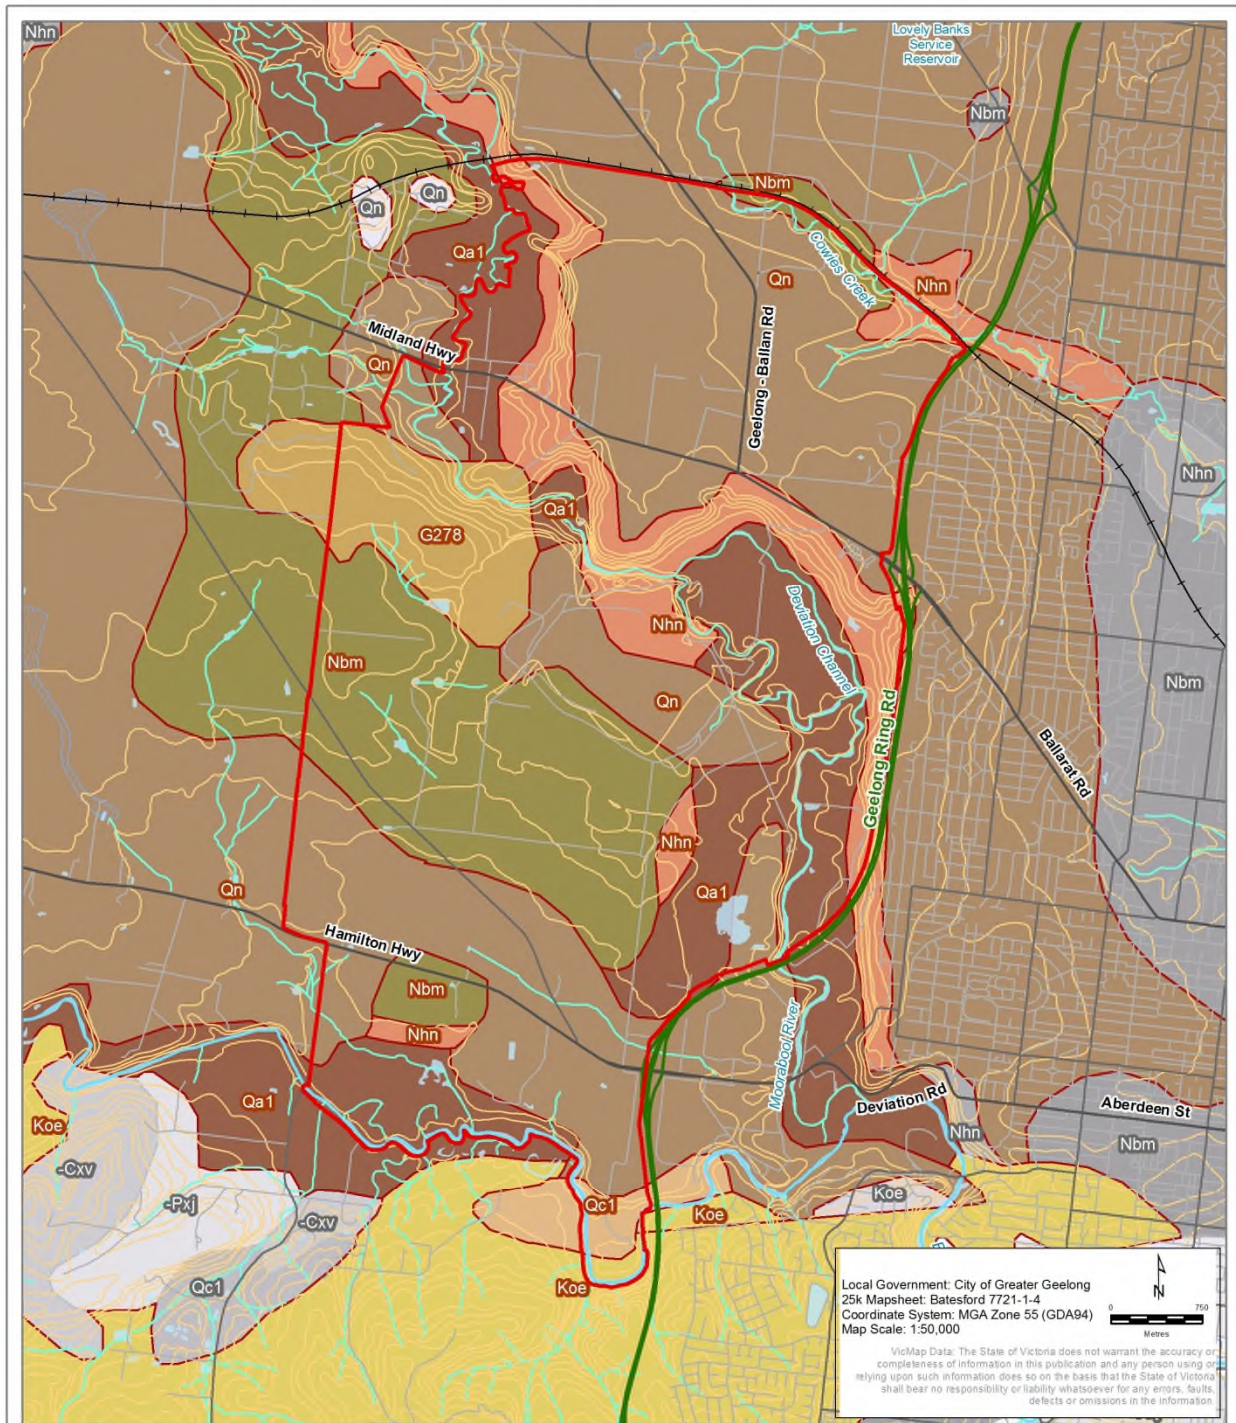 Nhn
Lovely Banks
Service
Reservoir
Nbm
Qn
Qn
Nbm
Qa1
Cowies Creek
Qn
Nhn
Midland Hwy
Qn
Geelong - Ballan Rd
Nhn
Qa1
G278
Deviation Channel
Nhn
Nbm
Nbm
Qn
Geelong Ring Rd
Ballarat Rd
Nhn
Qn
Qa1
Hamilton Hwy
Nbm
Nhn
Moorabool River
Qa1
Deviation Rd
Aberdeen St
Koe
Nhn
Nbm
-Cxv
Koe
-Pxj
Qc1
-Cxv
Koe
Qc1
Koe
Local Government: City of Greater Geelong
25k Mapsheet: Batesford 7721-1-4
Coordinate System: MGA Zone 55 (GDA94)
Map Scale: 1:50,000
N
0 750
Metres
VicMap Data: The State of Victoria does not warrant the accuracy or
completeness of information in this publication and any person using or
relying upon such information does so on the basis that the State of Victoria
shall bear no responsibility or liability whatsoever for any errors, faults,
defects or omissions in the information.